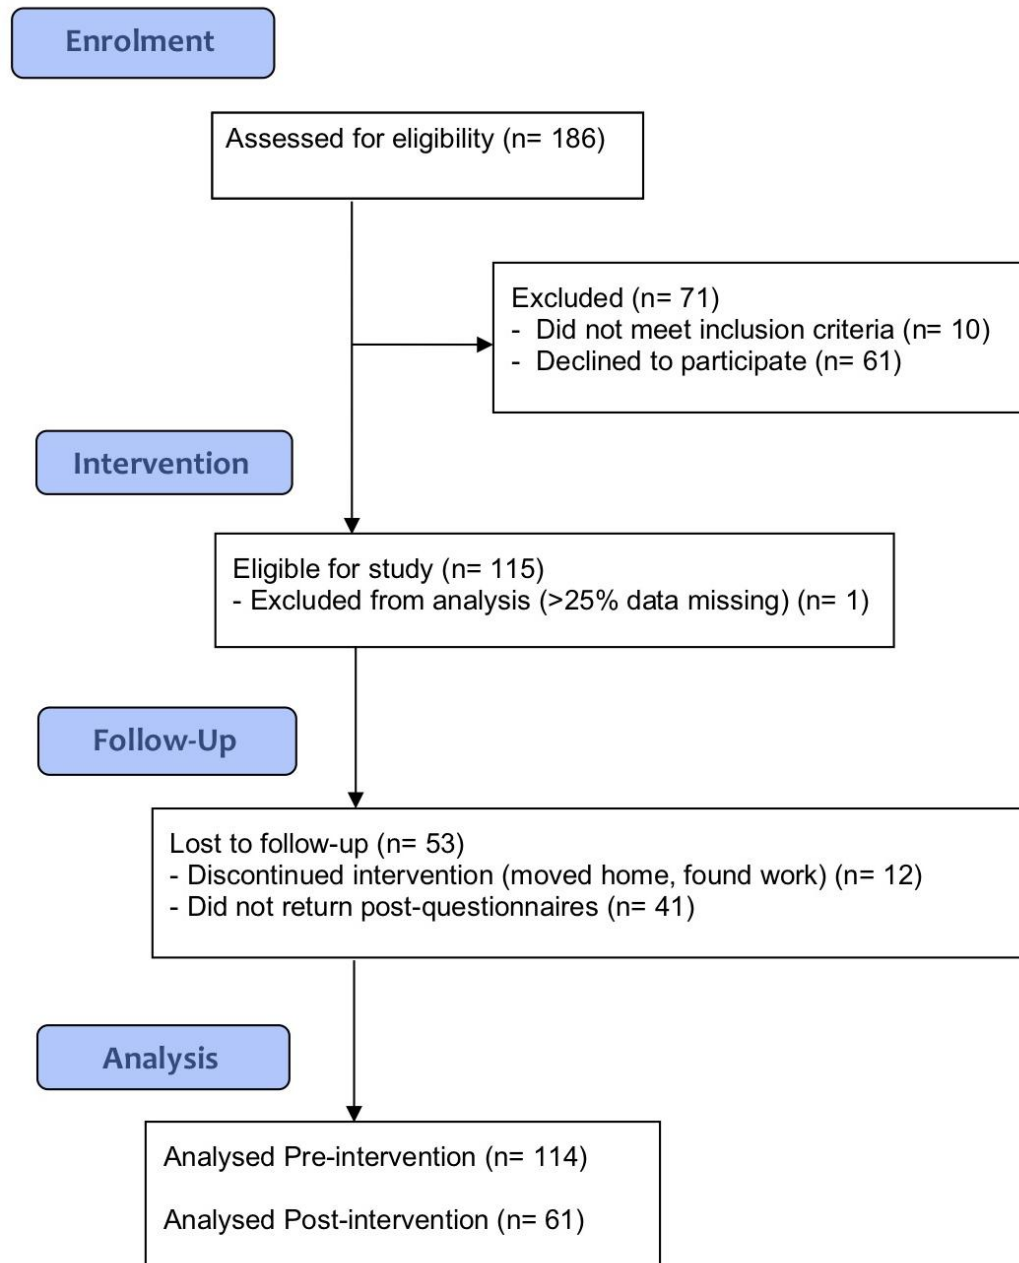 Enrolment
Assessed for eligibility (n= 186)
Excluded (n= 71)
- Did not meet inclusion criteria (n= 10)
- Declined to participate (n= 61)
Intervention
Eligible for study (n= 115)
- Excluded from analysis (>25% data missing) (n= 1)
Follow-Up
Lost to follow-up (n= 53)
- Discontinued intervention (moved home, found work) (n= 12)
- Did not return post-questionnaires (n= 41)
Analysis
Analysed Pre-intervention (n= 114)
Analysed Post-intervention (n= 61)